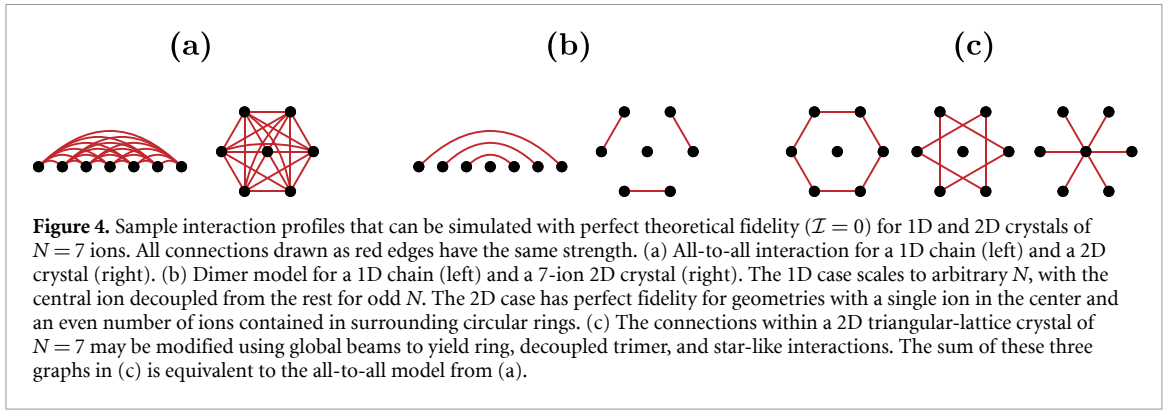 (a) (b) (c)
Figure 4. Sample interaction profiles that can be simulated with perfect theoretical fidelity (ℐ = 0) for 1D and 2D crystals of
N = 7 ions. All connections drawn as red edges have the same strength. (a) All-to-all interaction for a 1D chain (left) and a 2D
crystal (right). (b) Dimer model for a 1D chain (left) and a 7-ion 2D crystal (right). The 1D case scales to arbitrary N, with the
central ion decoupled from the rest for odd N. The 2D case has perfect fidelity for geometries with a single ion in the center and
an even number of ions contained in surrounding circular rings. (c) The connections within a 2D triangular-lattice crystal of
N = 7 may be modified using global beams to yield ring, decoupled trimer, and star-like interactions. The sum of these three
graphs in (c) is equivalent to the all-to-all model from (a).